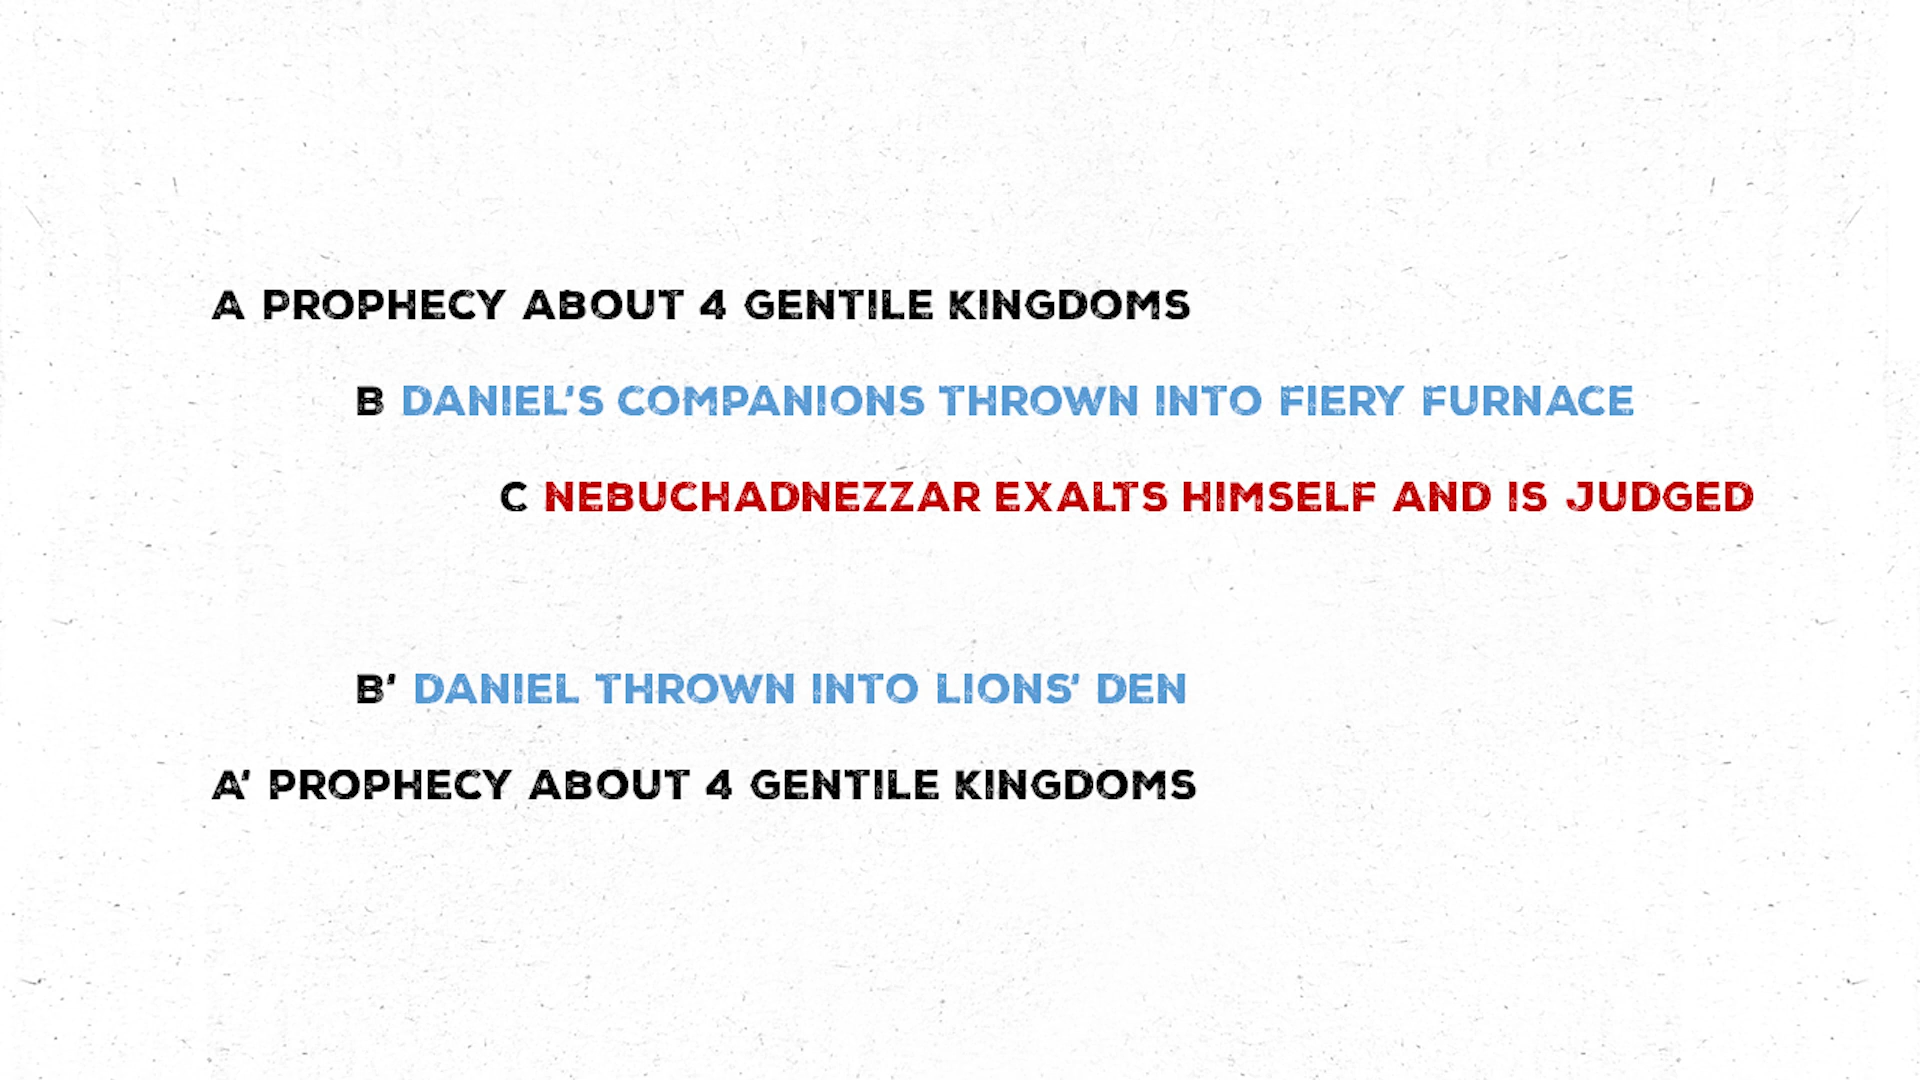 A PROPHECY ABOUT 4 GENTILE KINGDOMS
B DANIEL'S COMPANIONS THROWN INTO FIERY FURNACE
C NEBUCHADNEZZAR EXALTS HIMSELF AND IS JUDGED
B' DANIEL THROWN INTO LIONS' DEN
A' PROPHECY ABOUT 4 GENTILE KINGDOMS